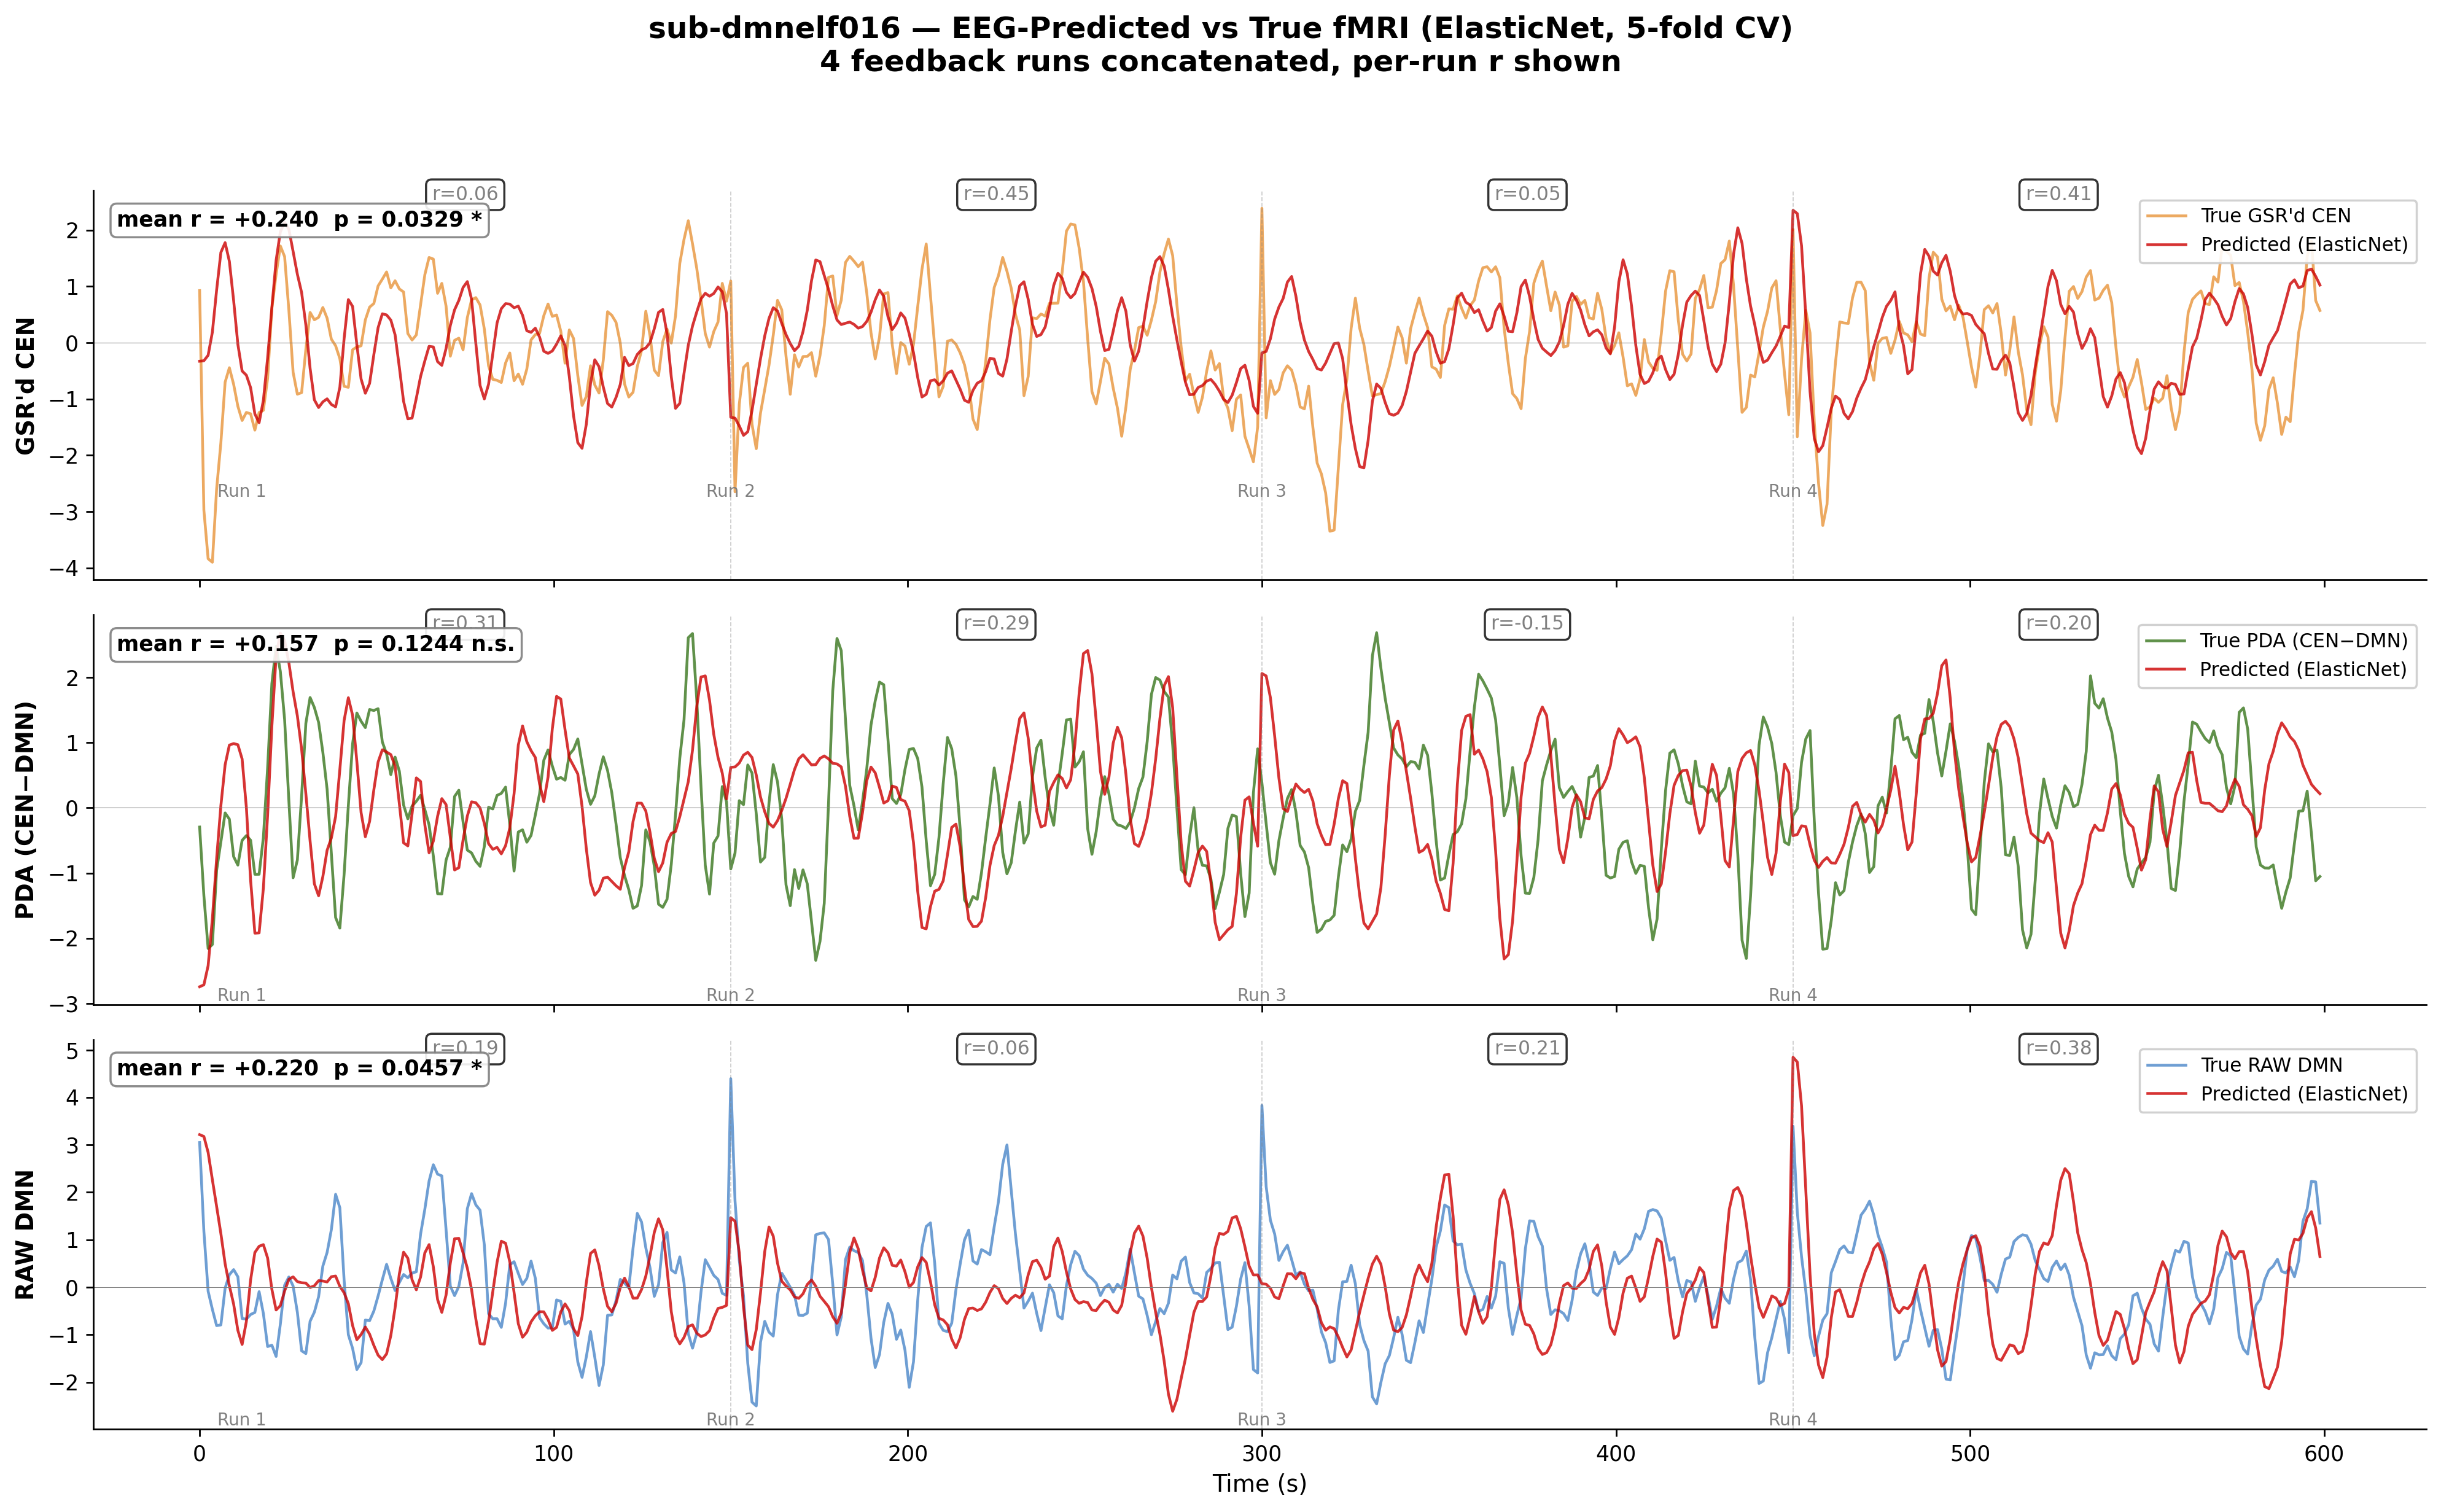 sub-dmnelf016 — EEG-Predicted vs True fMRI (ElasticNet, 5-fold CV)
4 feedback runs concatenated, per-run r shown
r=0.06
r=0.45
r=0.05
r=0.41
mean r = +0.240  p = 0.0329 *
True GSR'd CEN
Predicted (ElasticNet)
GSR'd CEN
2
1
0
−1
−2
−3
−4
Run 1
Run 2
Run 3
Run 4
r=0.31
r=0.29
r=-0.15
r=0.20
mean r = +0.157  p = 0.1244 n.s.
True PDA (CEN−DMN)
Predicted (ElasticNet)
PDA (CEN−DMN)
2
1
0
−1
−2
−3
Run 1
Run 2
Run 3
Run 4
r=0.19
r=0.06
r=0.21
r=0.38
mean r = +0.220  p = 0.0457 *
True RAW DMN
Predicted (ElasticNet)
RAW DMN
5
4
3
2
1
0
−1
−2
Run 1
Run 2
Run 3
Run 4
0
100
200
300
400
500
600
Time (s)